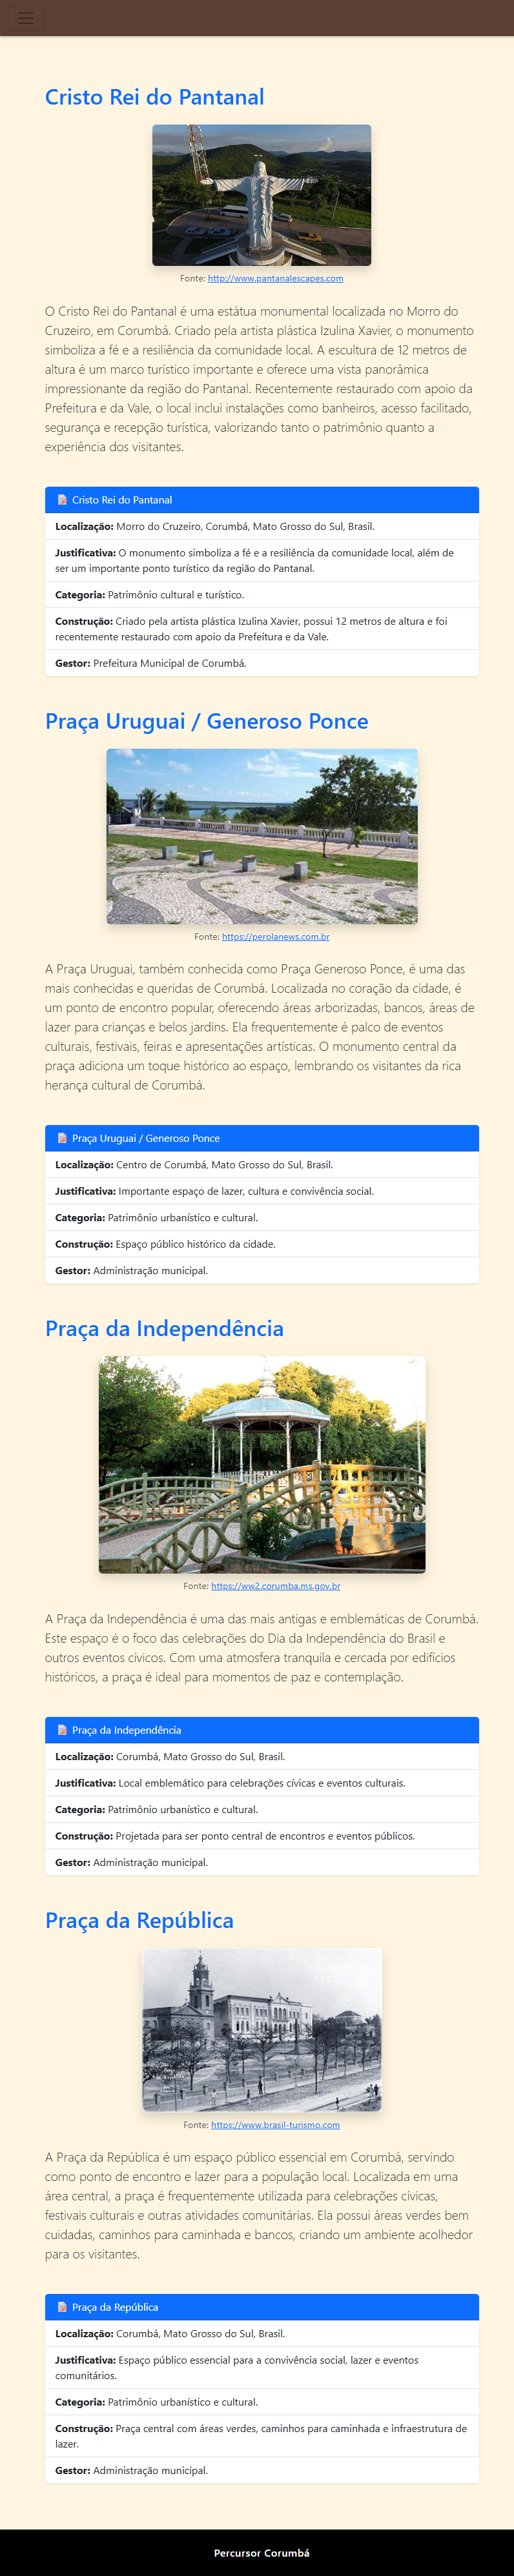 Cristo Rei do Pantanal
Fonte: http://www.pantanalescapes.com
O Cristo Rei do Pantanal é uma estátua monumental localizada no Morro do
Cruzeiro, em Corumbá. Criado pela artista plástica Izulina Xavier, o monumento
simboliza a fé e a resiliência da comunidade local. A escultura de 12 metros de
altura é um marco turístico importante e oferece uma vista panorâmica
impressionante da região do Pantanal. Recentemente restaurado com apoio da
Prefeitura e da Vale, o local inclui instalações como banheiros, acesso facilitado,
segurança e recepção turística, valorizando tanto o patrimônio quanto a
experiência dos visitantes.
Cristo Rei do Pantanal
Localização: Morro do Cruzeiro, Corumbá, Mato Grosso do Sul, Brasil.
Justificativa: O monumento simboliza a fé e a resiliência da comunidade local, além de
ser um importante ponto turístico da região do Pantanal.
Categoria: Patrimônio cultural e turístico.
Construção: Criado pela artista plástica Izulina Xavier, possui 12 metros de altura e foi
recentemente restaurado com apoio da Prefeitura e da Vale.
Gestor: Prefeitura Municipal de Corumbá.
Praça Uruguai / Generoso Ponce
Fonte: https://perolanews.com.br
A Praça Uruguai, também conhecida como Praça Generoso Ponce, é uma das
mais conhecidas e queridas de Corumbá. Localizada no coração da cidade, é
um ponto de encontro popular, oferecendo áreas arborizadas, bancos, áreas de
lazer para crianças e belos jardins. Ela frequentemente é palco de eventos
culturais, festivais, feiras e apresentações artísticas. O monumento central da
praça adiciona um toque histórico ao espaço, lembrando os visitantes da rica
herança cultural de Corumbá.
Praça Uruguai / Generoso Ponce
Localização: Centro de Corumbá, Mato Grosso do Sul, Brasil.
Justificativa: Importante espaço de lazer, cultura e convivência social.
Categoria: Patrimônio urbanístico e cultural.
Construção: Espaço público histórico da cidade.
Gestor: Administração municipal.
Praça da Independência
Fonte: https://ww2.corumba.ms.gov.br
A Praça da Independência é uma das mais antigas e emblemáticas de Corumbá.
Este espaço é o foco das celebrações do Dia da Independência do Brasil e
outros eventos cívicos. Com uma atmosfera tranquila e cercada por edifícios
históricos, a praça é ideal para momentos de paz e contemplação.
Praça da Independência
Localização: Corumbá, Mato Grosso do Sul, Brasil.
Justificativa: Local emblemático para celebrações cívicas e eventos culturais.
Categoria: Patrimônio urbanístico e cultural.
Construção: Projetada para ser ponto central de encontros e eventos públicos.
Gestor: Administração municipal.
Praça da República
Fonte: https://www.brasil-turismo.com
A Praça da República é um espaço público essencial em Corumbá, servindo
como ponto de encontro e lazer para a população local. Localizada em uma
área central, a praça é frequentemente utilizada para celebrações cívicas,
festivais culturais e outras atividades comunitárias. Ela possui áreas verdes bem
cuidadas, caminhos para caminhada e bancos, criando um ambiente acolhedor
para os visitantes.
Praça da República
Localização: Corumbá, Mato Grosso do Sul, Brasil.
Justificativa: Espaço público essencial para a convivência social, lazer e eventos
comunitários.
Categoria: Patrimônio urbanístico e cultural.
Construção: Praça central com áreas verdes, caminhos para caminhada e infraestrutura de
lazer.
Gestor: Administração municipal.
Percursor Corumbá